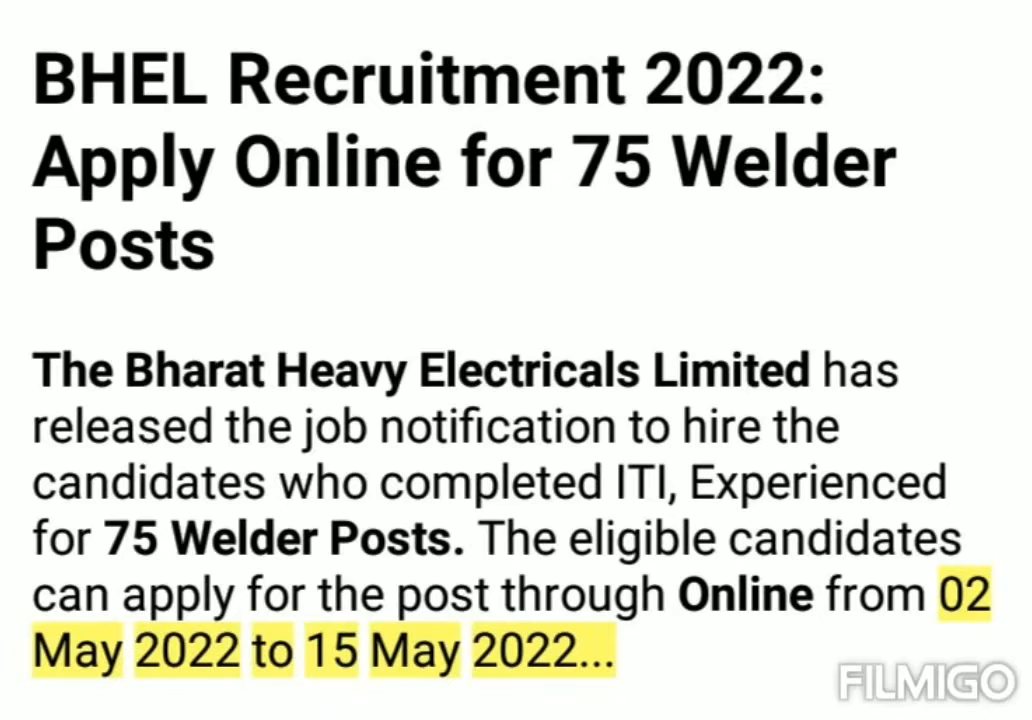 BHEL Recruitment 2022:
Apply Online for 75 Welder
Posts
The Bharat Heavy Electricals Limited has
released the job notification to hire the
candidates who completed ITI, Experienced
for 75 Welder Posts. The eligible candidates
can apply for the post through Online from 02
May 2022 to 15 May 2022...
FILMIGO